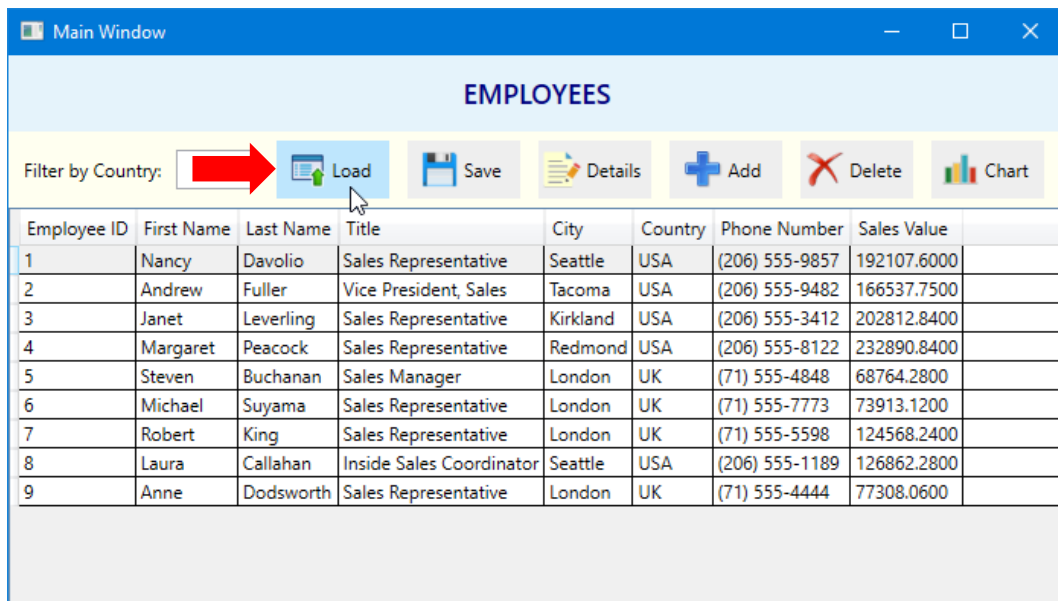 Main Window
EMPLOYEES
Filter by Country: Load Save Details Add Delete Chart
Employee ID First Name Last Name Title City Country Phone Number Sales Value
1 Nancy Davolio Sales Representative Seattle USA (206) 555-9857 192107.6000
2 Andrew Fuller Vice President, Sales Tacoma USA (206) 555-9482 166537.7500
3 Janet Leverling Sales Representative Kirkland USA (206) 555-3412 202812.8400
4 Margaret Peacock Sales Representative Redmond USA (206) 555-8122 232890.8400
5 Steven Buchanan Sales Manager London UK (71) 555-4848 68764.2800
6 Michael Suyama Sales Representative London UK (71) 555-7773 73913.1200
7 Robert King Sales Representative London UK (71) 555-5598 124568.2400
8 Laura Callahan Inside Sales Coordinator Seattle USA (206) 555-1189 126862.2800
9 Anne Dodsworth Sales Representative London UK (71) 555-4444 77308.0600